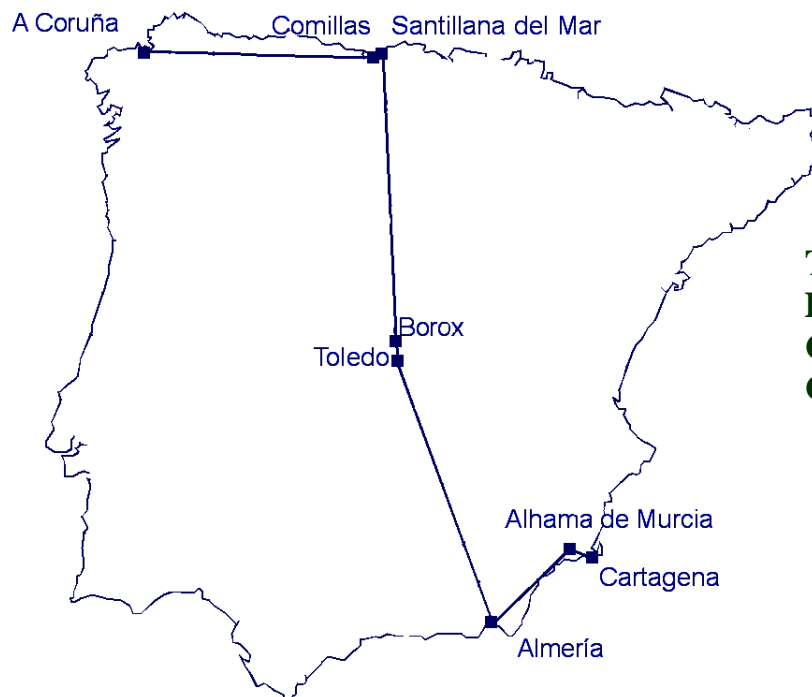 A Coruña
Comillas
Santillana del Mar
Borox
Toledo
Alhama de Murcia
Cartagena
Almería